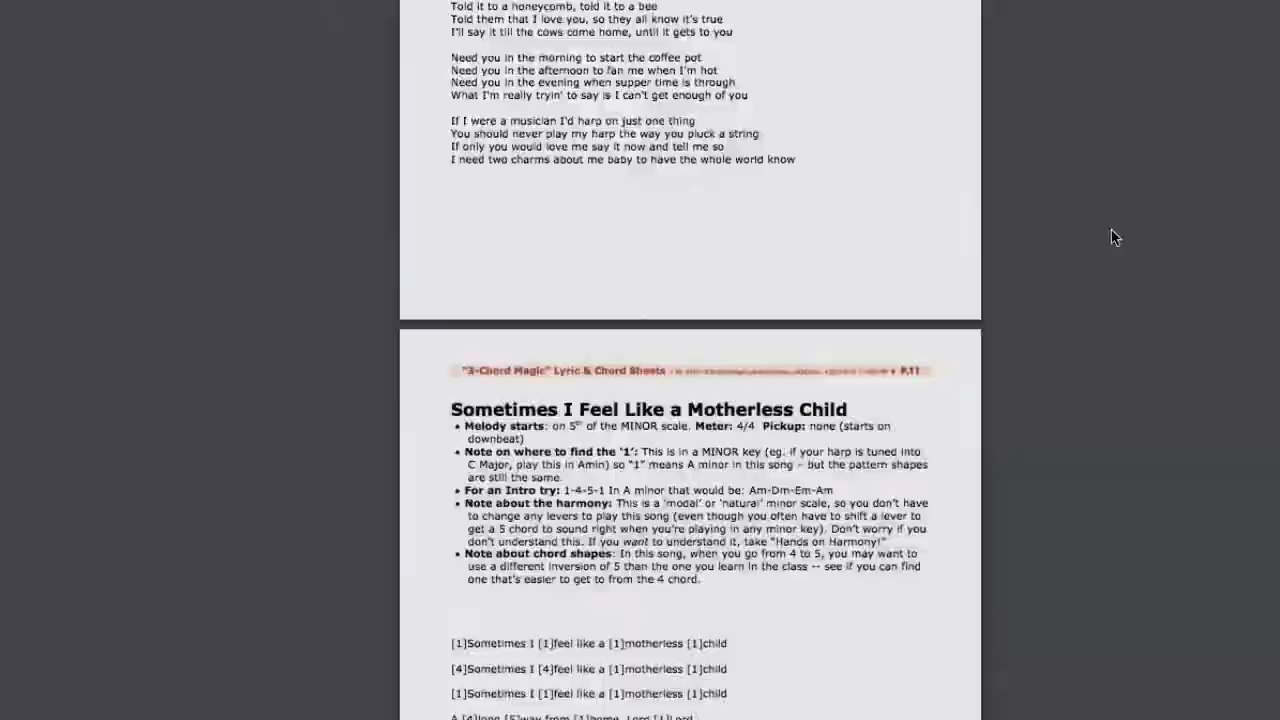 Told it to a honeycomb, told it to a bee
Told them that I love you, so they all know it's true
I'll say it till the cows come home, until it gets to you
Need you in the morning to start the coffee pot
Need you in the afternoon to fan me when I'm hot
Need you in the evening when supper time is through
What I'm really tryin' to say is I can't get enough of you
If I were a musician I'd harp on just one thing
You should never play my harp the way you pluck a string
If only you would love me say it now and tell me so
I need two charms about me baby to have the whole world know
"3-Chord Magic" Lyric & Chord Sheets P.11
Sometimes I Feel Like a Motherless Child
• Melody starts: on 5th of the MINOR scale. Meter: 4/4 Pickup: none (starts on
downbeat)
• Note on where to find the '1': This is in a MINOR key (eg. if your harp is tuned into
C Major, play this in Amin) so "1" means A minor in this song – but the pattern shapes
are still the same.
• For an Intro try: 1-4-5-1 In A minor that would be: Am-Dm-Em-Am
• Note about the harmony: This is a 'modal' or 'natural' minor scale, so you don't have
to change any levers to play this song (even though you often have to shift a lever to
get a 5 chord to sound right when you're playing in any minor key). Don't worry if you
don't understand this. If you want to understand it, take "Hands on Harmony!"
• Note about chord shapes: In this song, when you go from 4 to 5, you may want to
use a different inversion of 5 than the one you learn in the class -- see if you can find
one that's easier to get to from the 4 chord.
[1]Sometimes I [1]feel like a [1]motherless [1]child
[4]Sometimes I [4]feel like a [1]motherless [1]child
[1]Sometimes I [1]feel like a [1]motherless [1]child
A [4]long [5]way from [1]home, Lord [1]Lord